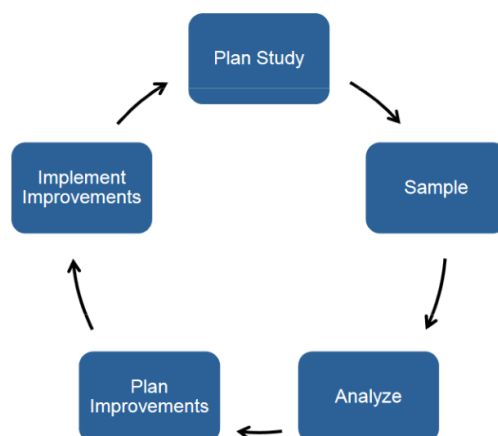 Plan Study
Sample
Analyze
Plan
Improvements
Implement
Improvements